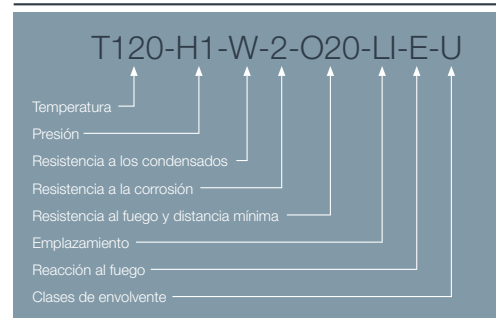 T120-H1-W-2-O20-LI-E-U
Temperatura
Presión
Resistencia a los condensados
Resistencia a la corrosión
Resistencia al fuego y distancia mínima
Emplazamiento
Reacción al fuego
Clases de envolvente